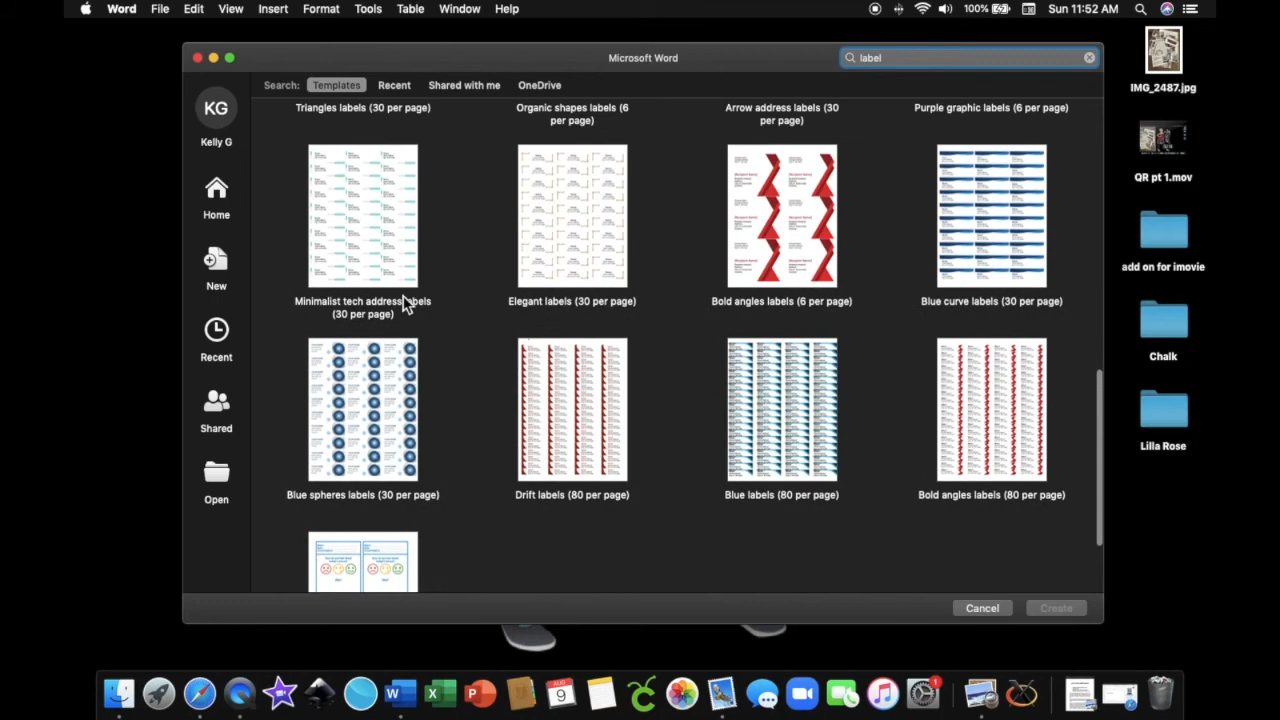 Word File Edit View Insert Format Tools Table Window Help 100% Sun 11:52 AM
Microsoft Word
label
Search: Templates Recent Shared with me OneDrive
IMG_2487.jpg
QR pt 1.mov
add on for imovie
Chalk
Lilla Rose
KG
Kelly G
Home
New
Recent
Shared
Open
Triangles labels (30 per page)
Organic shapes labels (6
per page)
Arrow address labels (30
per page)
Purple graphic labels (6 per page)
Minimalist tech address labels
(30 per page)
Elegant labels (30 per page)
Bold angles labels (6 per page)
Blue curve labels (30 per page)
Blue spheres labels (30 per page)
Drift labels (80 per page)
Blue labels (80 per page)
Bold angles labels (80 per page)
Cancel Create
AUG
9
1